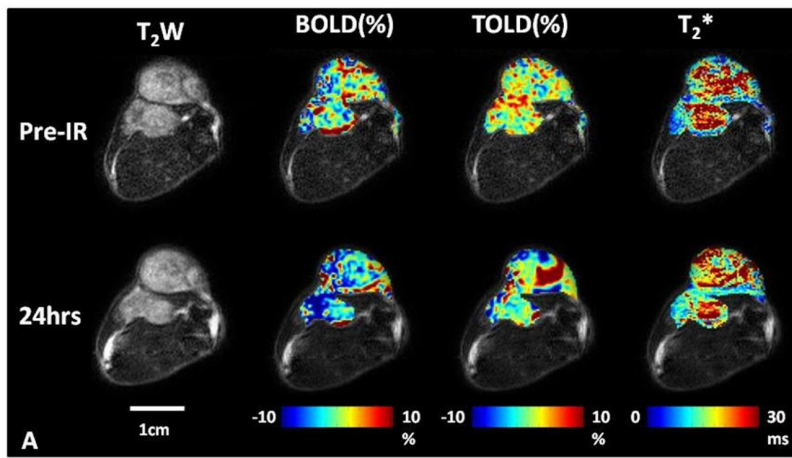 T₂W BOLD(%) TOLD(%) T₂*
Pre-IR
24hrs
1cm
-10 10
%
-10 10
%
0 30
ms
A